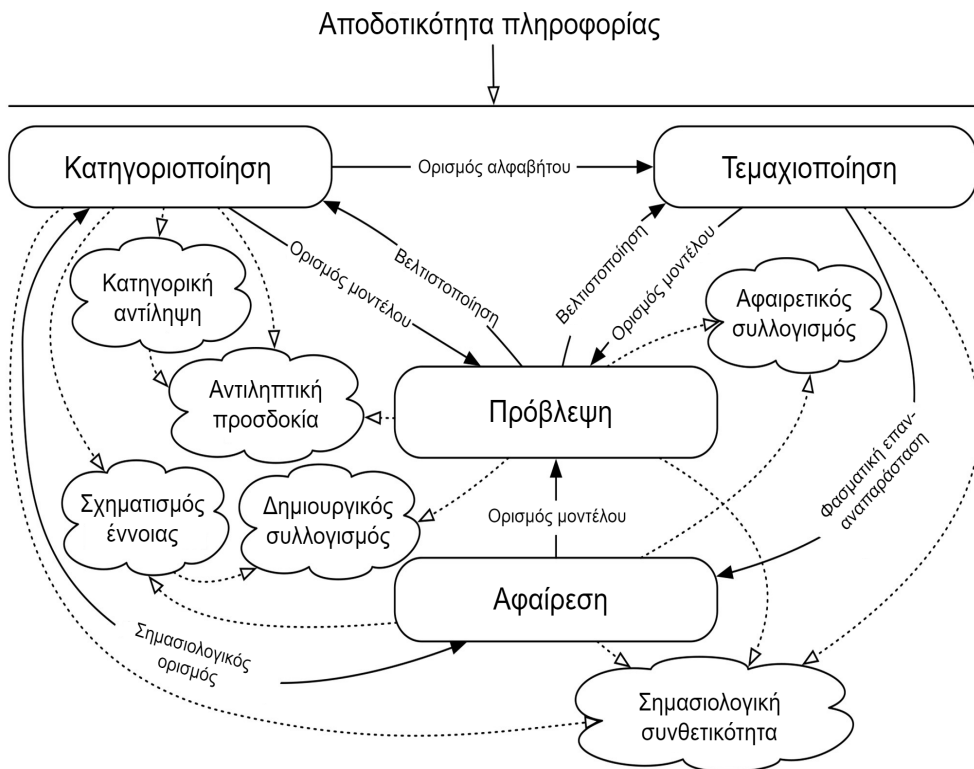 Αποδοτικότητα πληροφορίας
Κατηγοριοποίηση
Ορισμός αλφαβήτου
Τεμαχιοποίηση
Ορισμός μοντέλου
Βελτιστοποίηση
Βελτιστοποίηση
Ορισμός μοντέλου
Κατηγορική
αντίληψη
Αφαιρετικός
συλλογισμός
Αντιληπτική
προσδοκία
Πρόβλεψη
Φασματική επαν-
αναπαράσταση
Σχηματισμός
έννοιας
Δημιουργικός
συλλογισμός
Ορισμός μοντέλου
Αφαίρεση
Σημασιολογικός
ορισμός
Σημασιολογική
συνθετικότητα